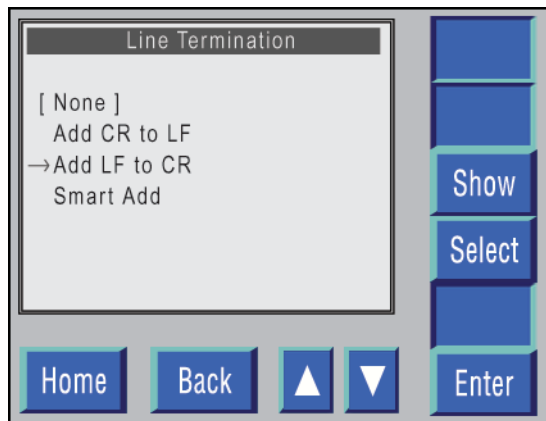 Line Termination
[ None ]
Add CR to LF
→Add LF to CR
Smart Add
Show
Select
Home
Back
Enter